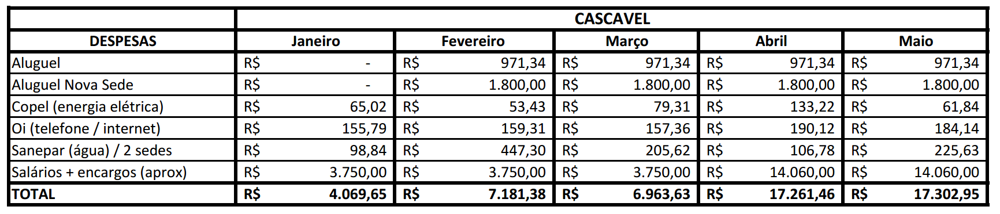 CASCAVEL
DESPESAS Janeiro Fevereiro Março Abril Maio
Aluguel R$ - R$ 971,34 R$ 971,34 R$ 971,34 R$ 971,34
Aluguel Nova Sede R$ - R$ 1.800,00 R$ 1.800,00 R$ 1.800,00 R$ 1.800,00
Copel (energia elétrica) R$ 65,02 R$ 53,43 R$ 79,31 R$ 133,22 R$ 61,84
Oi (telefone / internet) R$ 155,79 R$ 159,31 R$ 157,36 R$ 190,12 R$ 184,14
Sanepar (água) / 2 sedes R$ 98,84 R$ 447,30 R$ 205,62 R$ 106,78 R$ 225,63
Salários + encargos (aprox) R$ 3.750,00 R$ 3.750,00 R$ 3.750,00 R$ 14.060,00 R$ 14.060,00
TOTAL R$ 4.069,65 R$ 7.181,38 R$ 6.963,63 R$ 17.261,46 R$ 17.302,95